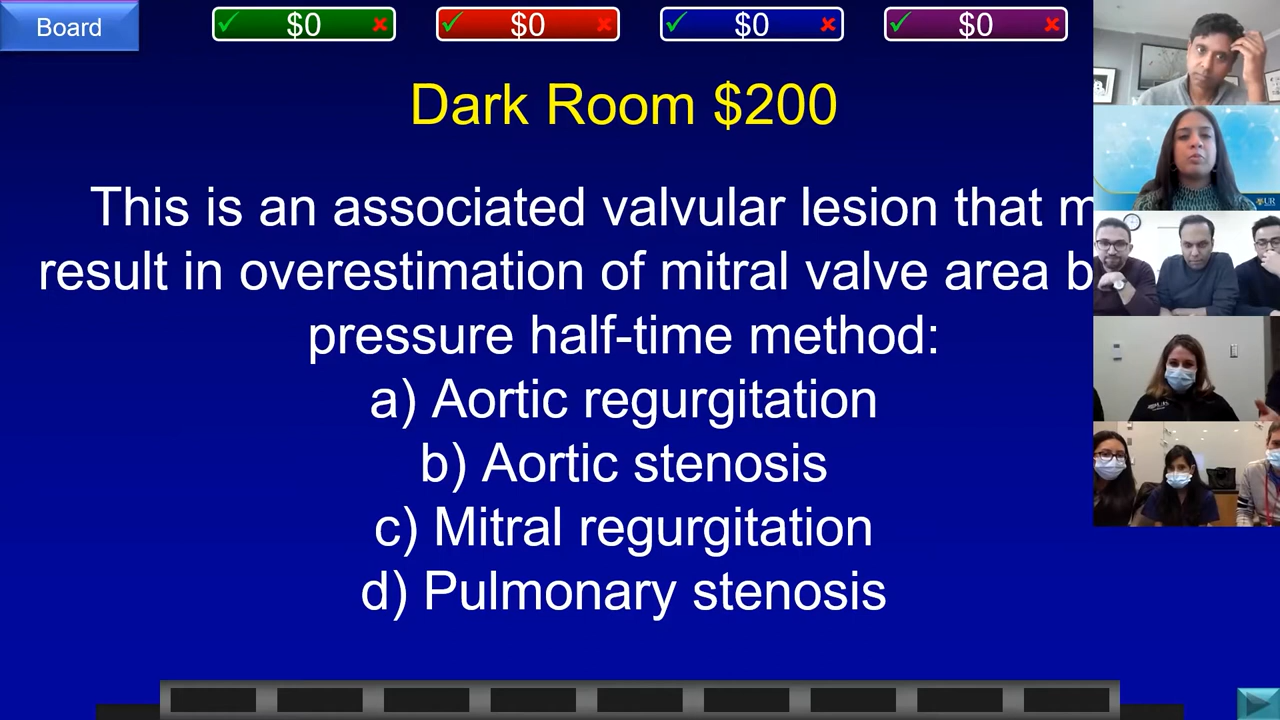 Board
$0 $0 $0 $0
Dark Room $200
This is an associated valvular lesion that
result in overestimation of mitral valve area
pressure half-time method:
a) Aortic regurgitation
b) Aortic stenosis
c) Mitral regurgitation
d) Pulmonary stenosis